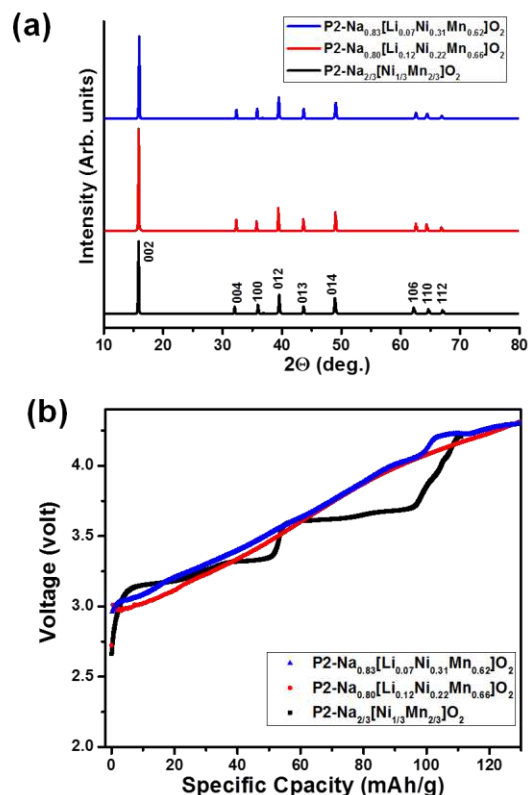 (a)
P2-Na0.83[Li0.07Ni0.31Mn0.62]O2
P2-Na0.80[Li0.12Ni0.22Mn0.66]O2
P2-Na2/3[Ni1/3Mn2/3]O2
Intensity (Arb. units)
002
004
100
012
013
014
106
110
112
10 20 30 40 50 60 70 80
2Θ (deg.)
(b)
4.0
3.5
3.0
2.5
2.0
Voltage (volt)
P2-Na0.83[Li0.07Ni0.31Mn0.62]O2
P2-Na0.80[Li0.12Ni0.22Mn0.66]O2
P2-Na2/3[Ni1/3Mn2/3]O2
0 20 40 60 80 100 120
Specific Cpacity (mAh/g)